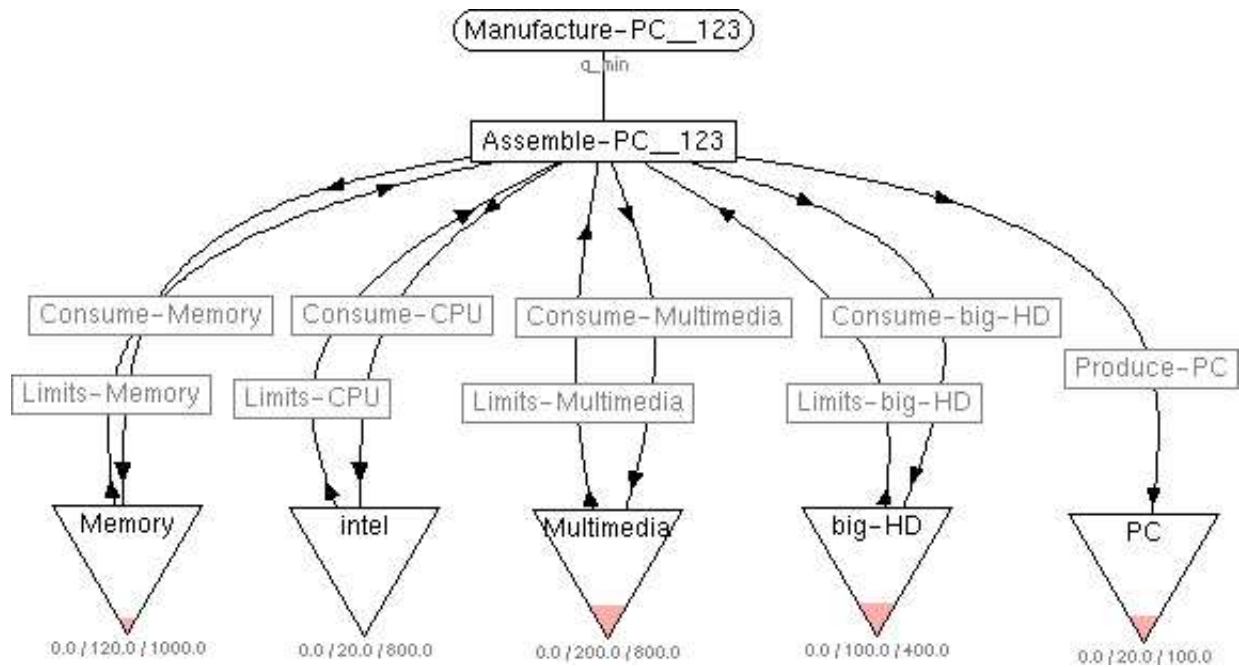 Manufacture-PC__123
q_min
Assemble-PC__123
Consume-Memory
Consume-CPU
Consume-Multimedia
Consume-big-HD
Produce-PC
Limits-Memory
Limits-CPU
Limits-Multimedia
Limits-big-HD
Memory
intel
Multimedia
big-HD
PC
0.0 / 120.0 / 1000.0
0.0 / 20.0 / 800.0
0.0 / 200.0 / 800.0
0.0 / 100.0 / 400.0
0.0 / 20.0 / 100.0